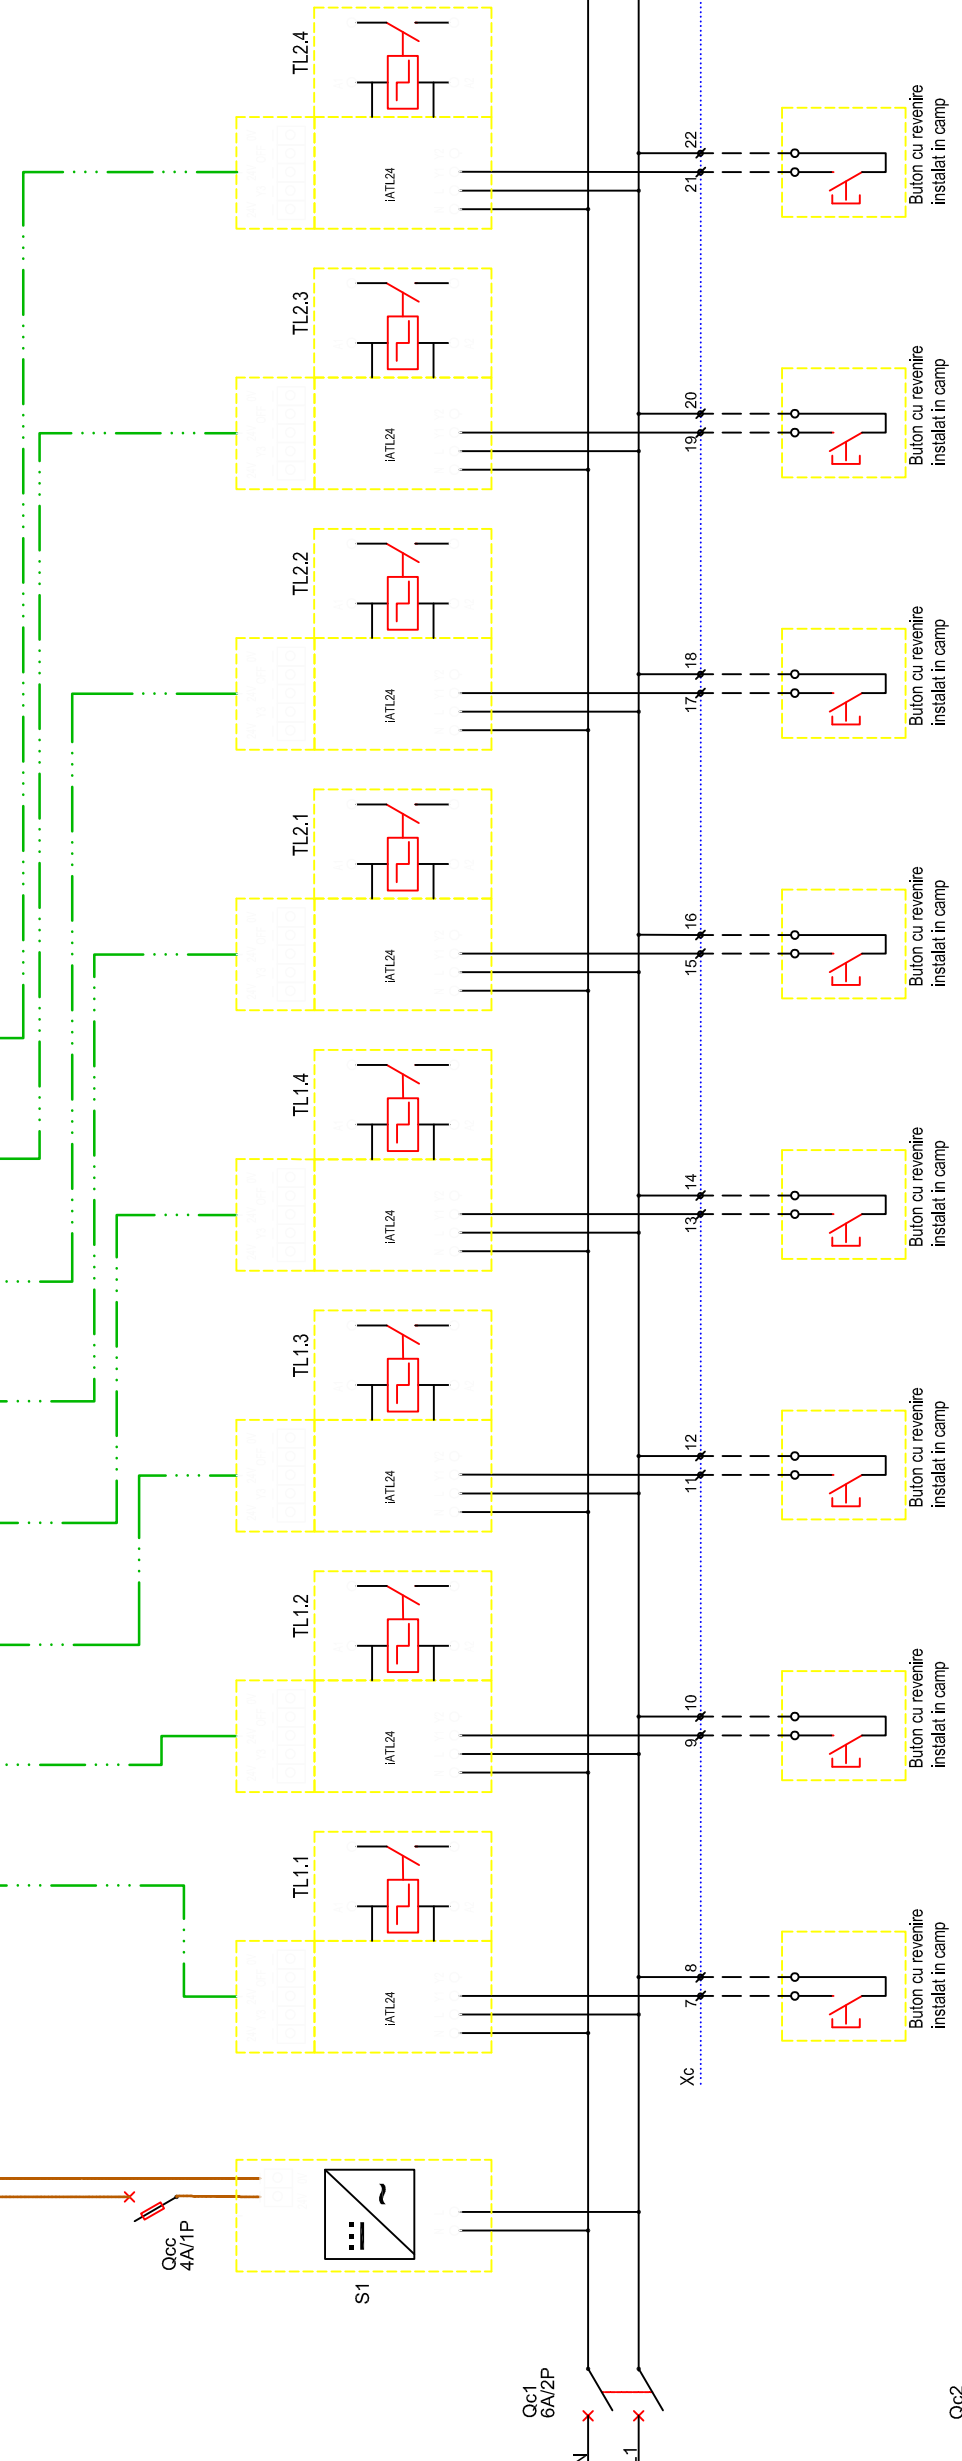 TL2.4
iATL24
22
21
Buton cu revenire
instalat in camp
TL2.3
iATL24
20
19
Buton cu revenire
instalat in camp
TL2.2
iATL24
18
17
Buton cu revenire
instalat in camp
TL2.1
iATL24
16
15
Buton cu revenire
instalat in camp
TL1.4
iATL24
14
13
Buton cu revenire
instalat in camp
TL1.3
iATL24
12
11
Buton cu revenire
instalat in camp
TL1.2
iATL24
10
9
Buton cu revenire
instalat in camp
TL1.1
iATL24
8
7
Buton cu revenire
instalat in camp
Xc
Qcc
4A/1P
S1
Qc1
6A/2P
N
L1
Qc2